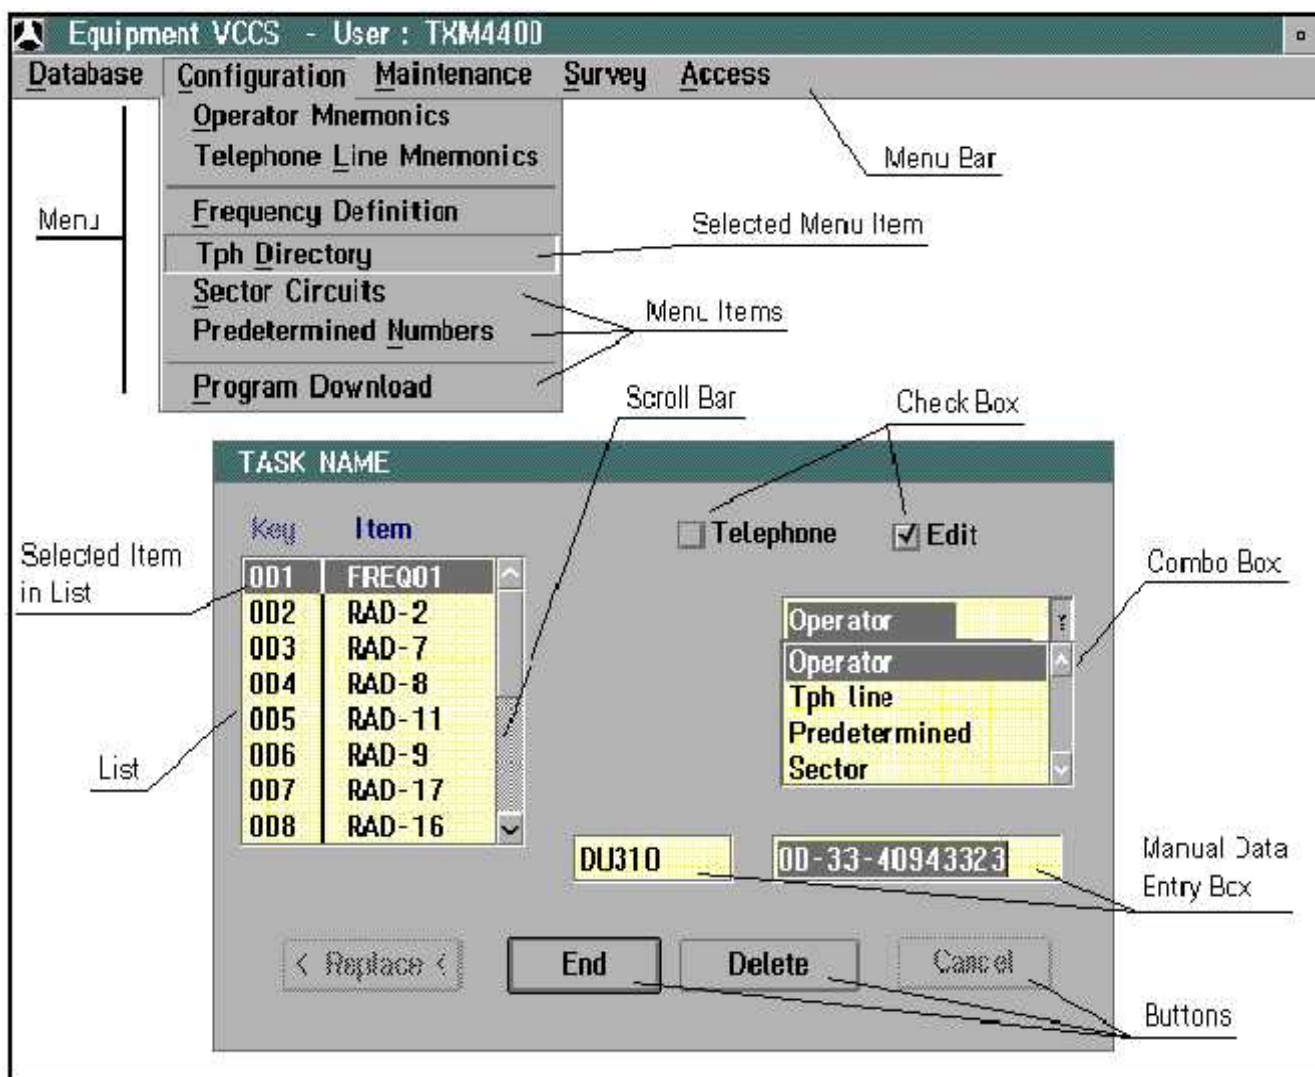 Equipment VCCS - User : TXM4400
Database Configuration Maintenance Survey Access
Operator Mnemonics
Telephone Line Mnemonics
Menu Bar
Menu
Frequency Definition
Selected Menu Item
Tph Directory
Sector Circuits
Menu Items
Predetermined Numbers
Program Download
Scroll Bar
Check Box
TASK NAME
Key Item
Telephone
Edit
Selected Item
in List
Combo Box
001 FREQ01
002 RAD-2
003 RAD-7
004 RAD-8
005 RAD-11
006 RAD-9
007 RAD-17
008 RAD-16
List
Operator
Operator
Tph line
Predetermined
Sector
DU310
00-33-40943323
Manual Data
Entry Box
< Replace <
End
Delete
Cancel
Buttons